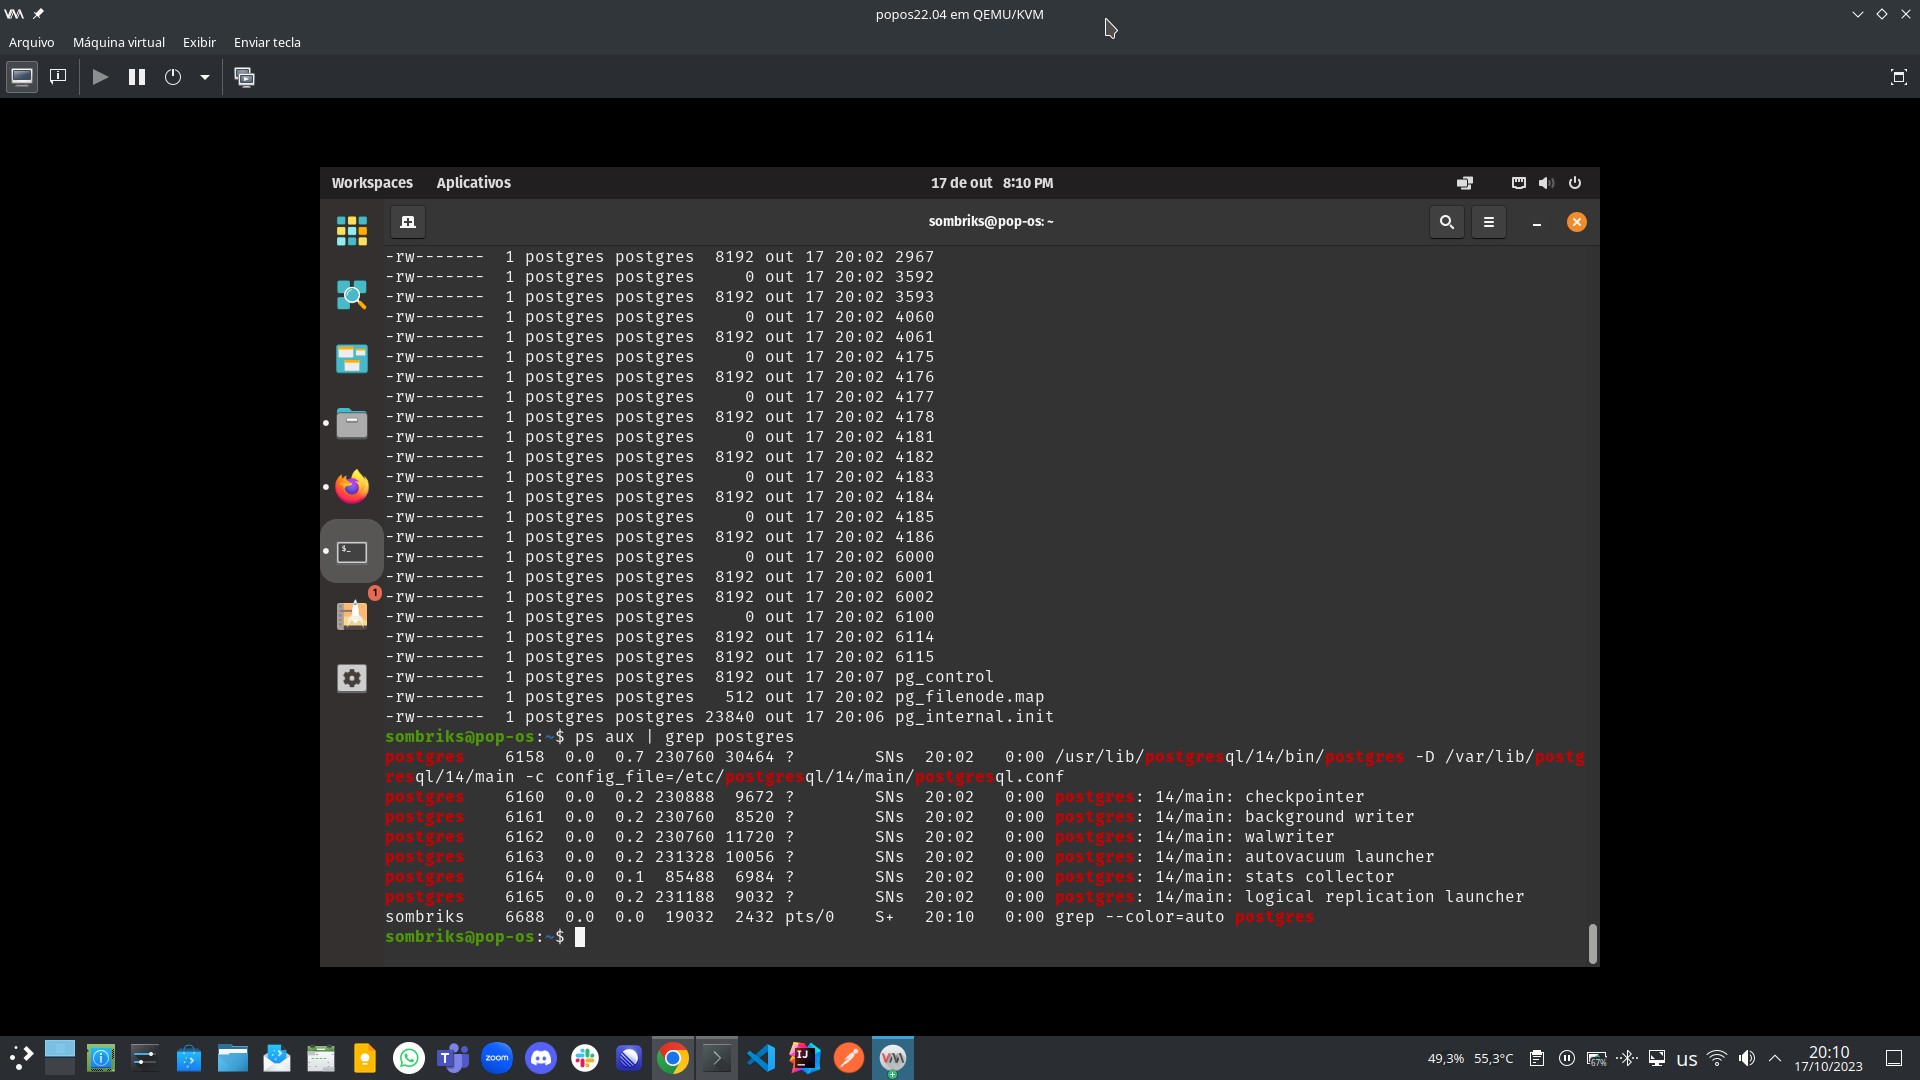 popos22.04 em QEMU/KVM
Arquivo Máquina virtual Exibir Enviar tecla
Workspaces Aplicativos 17 de out 8:10 PM
sombriks@pop-os: ~
-rw------- 1 postgres postgres 8192 out 17 20:02 2967
-rw------- 1 postgres postgres 0 out 17 20:02 3592
-rw------- 1 postgres postgres 8192 out 17 20:02 3593
-rw------- 1 postgres postgres 0 out 17 20:02 4060
-rw------- 1 postgres postgres 8192 out 17 20:02 4061
-rw------- 1 postgres postgres 0 out 17 20:02 4175
-rw------- 1 postgres postgres 8192 out 17 20:02 4176
-rw------- 1 postgres postgres 0 out 17 20:02 4177
-rw------- 1 postgres postgres 8192 out 17 20:02 4178
-rw------- 1 postgres postgres 0 out 17 20:02 4181
-rw------- 1 postgres postgres 8192 out 17 20:02 4182
-rw------- 1 postgres postgres 0 out 17 20:02 4183
-rw------- 1 postgres postgres 8192 out 17 20:02 4184
-rw------- 1 postgres postgres 0 out 17 20:02 4185
-rw------- 1 postgres postgres 8192 out 17 20:02 4186
-rw------- 1 postgres postgres 0 out 17 20:02 6000
-rw------- 1 postgres postgres 8192 out 17 20:02 6001
-rw------- 1 postgres postgres 8192 out 17 20:02 6002
-rw------- 1 postgres postgres 0 out 17 20:02 6100
-rw------- 1 postgres postgres 8192 out 17 20:02 6114
-rw------- 1 postgres postgres 8192 out 17 20:02 6115
-rw------- 1 postgres postgres 8192 out 17 20:07 pg_control
-rw------- 1 postgres postgres 512 out 17 20:02 pg_filenode.map
-rw------- 1 postgres postgres 23840 out 17 20:06 pg_internal.init
sombriks@pop-os:~$ ps aux | grep postgres
postgres 6158 0.0 0.7 230760 30464 ? SNs 20:02 0:00 /usr/lib/postgresql/14/bin/postgres -D /var/lib/postg
resql/14/main -c config_file=/etc/postgresql/14/main/postgresql.conf
postgres 6160 0.0 0.2 230888 9672 ? SNs 20:02 0:00 postgres: 14/main: checkpointer
postgres 6161 0.0 0.2 230760 8520 ? SNs 20:02 0:00 postgres: 14/main: background writer
postgres 6162 0.0 0.2 230760 11720 ? SNs 20:02 0:00 postgres: 14/main: walwriter
postgres 6163 0.0 0.2 231328 10056 ? SNs 20:02 0:00 postgres: 14/main: autovacuum launcher
postgres 6164 0.0 0.1 85488 6984 ? SNs 20:02 0:00 postgres: 14/main: stats collector
postgres 6165 0.0 0.2 231188 9032 ? SNs 20:02 0:00 postgres: 14/main: logical replication launcher
sombriks 6688 0.0 0.0 19032 2432 pts/0 S+ 20:10 0:00 grep --color=auto postgres
sombriks@pop-os:~$
1
zoom
IJ
49,3% 55,3°C 67% us 20:10
17/10/2023